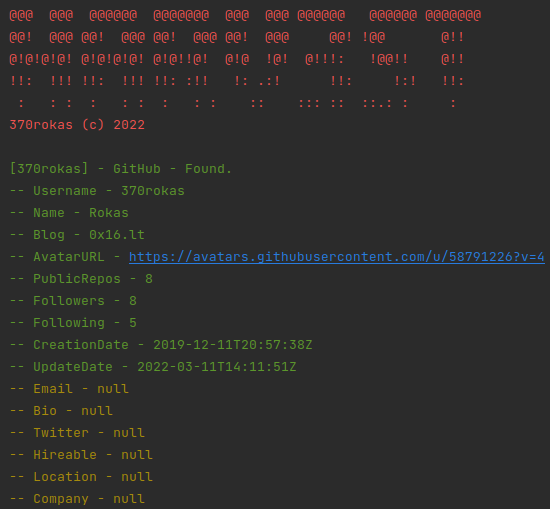 @@@  @@@  @@@@@@  @@@@@@@  @@@  @@@ @@@@@@   @@@@@@ @@@@@@@
@@!  @@@ @@!  @@@ @@!  @@@ @@!  @@@     @@! !@@       @!!
@!@!@!@! @!@!@!@! @!@!!@!  @!@  !@!  @!!!:   !@@!!    @!!
!!:  !!! !!:  !!! !!: :!!   !: .:!      !!:     !:!   !!:
 :   : :  :   : :  :   : :    ::    ::: ::  ::.: :     :
370rokas (c) 2022
[370rokas] - GitHub - Found.
-- Username - 370rokas
-- Name - Rokas
-- Blog - 0x16.lt
-- AvatarURL - https://avatars.githubusercontent.com/u/58791226?v=4
-- PublicRepos - 8
-- Followers - 8
-- Following - 5
-- CreationDate - 2019-12-11T20:57:38Z
-- UpdateDate - 2022-03-11T14:11:51Z
-- Email - null
-- Bio - null
-- Twitter - null
-- Hireable - null
-- Location - null
-- Company - null